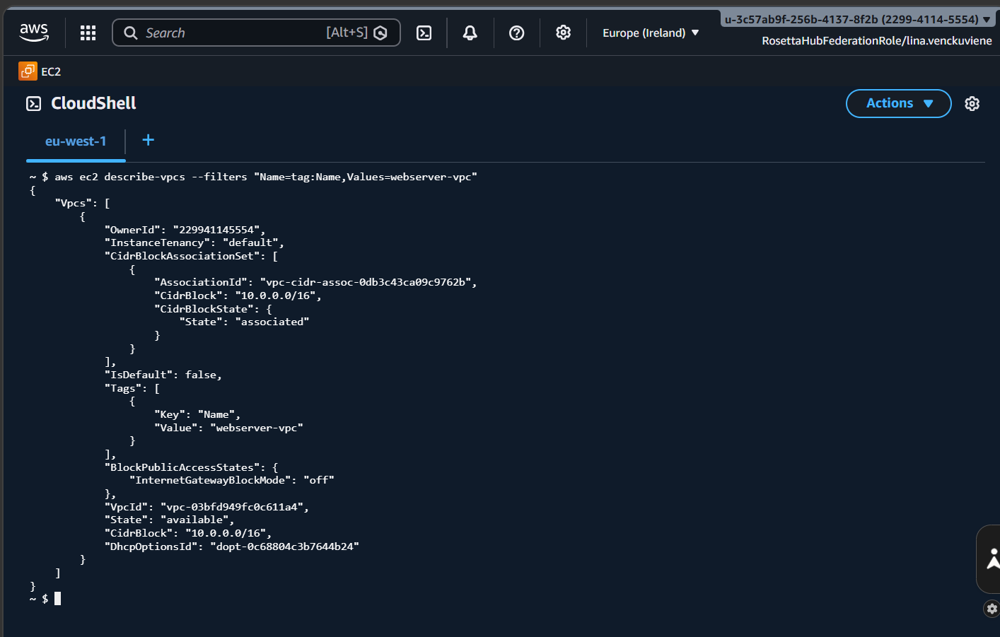 aws
Search
[Alt+S]
Europe (Ireland)
u-3c57ab9f-256b-4137-8f2b (2299-4114-5554)
RosettaHubFederationRole/lina.venckuviene
EC2
CloudShell
Actions
eu-west-1
+
~ $ aws ec2 describe-vpcs --filters "Name=tag:Name,Values=webserver-vpc"
{
    "Vpcs": [
        {
            "OwnerId": "229941145554",
            "InstanceTenancy": "default",
            "CidrBlockAssociationSet": [
                {
                    "AssociationId": "vpc-cidr-assoc-0db3c43ca09c9762b",
                    "CidrBlock": "10.0.0.0/16",
                    "CidrBlockState": {
                        "State": "associated"
                    }
                }
            ],
            "IsDefault": false,
            "Tags": [
                {
                    "Key": "Name",
                    "Value": "webserver-vpc"
                }
            ],
            "BlockPublicAccessStates": {
                "InternetGatewayBlockMode": "off"
            },
            "VpcId": "vpc-03bfd949fc0c611a4",
            "State": "available",
            "CidrBlock": "10.0.0.0/16",
            "DhcpOptionsId": "dopt-0c68804c3b7644b24"
        }
    ]
}
~ $